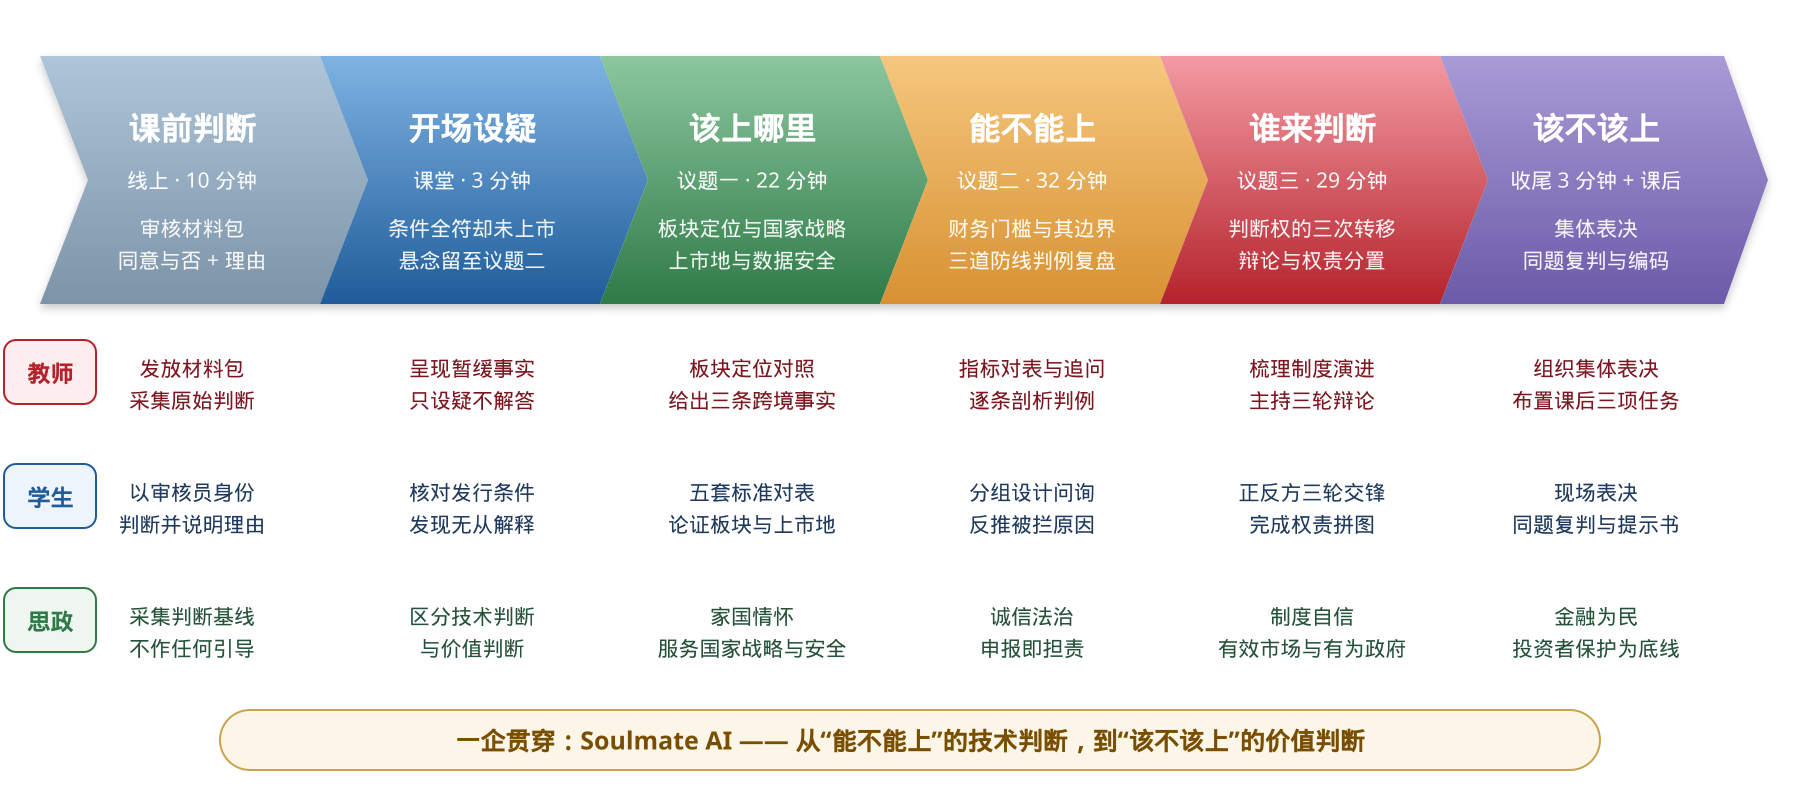 课前判断
线上 · 10 分钟
审核材料包
同意与否 + 理由
开场设疑
课堂 · 3 分钟
条件全符却未上市
悬念留至议题二
该上哪里
议题一 · 22 分钟
板块定位与国家战略
上市地与数据安全
能不能上
议题二 · 32 分钟
财务门槛与其边界
三道防线判例复盘
谁来判断
议题三 · 29 分钟
判断权的三次转移
辩论与权责分置
该不该上
收尾 3 分钟 + 课后
集体表决
同题复判与编码
教师
发放材料包
采集原始判断
呈现暂缓事实
只设疑不解答
板块定位对照
给出三条跨境事实
指标对表与追问
逐条剖析判例
梳理制度演进
主持三轮辩论
组织集体表决
布置课后三项任务
学生
以审核员身份
判断并说明理由
核对发行条件
发现无从解释
五套标准对表
论证板块与上市地
分组设计问询
反推被拦原因
正反方三轮交锋
完成权责拼图
现场表决
同题复判与提示书
思政
采集判断基线
不作任何引导
区分技术判断
与价值判断
家国情怀
服务国家战略与安全
诚信法治
申报即担责
制度自信
有效市场与有为政府
金融为民
投资者保护为底线
一企贯穿：Soulmate AI —— 从“能不能上”的技术判断，到“该不该上”的价值判断